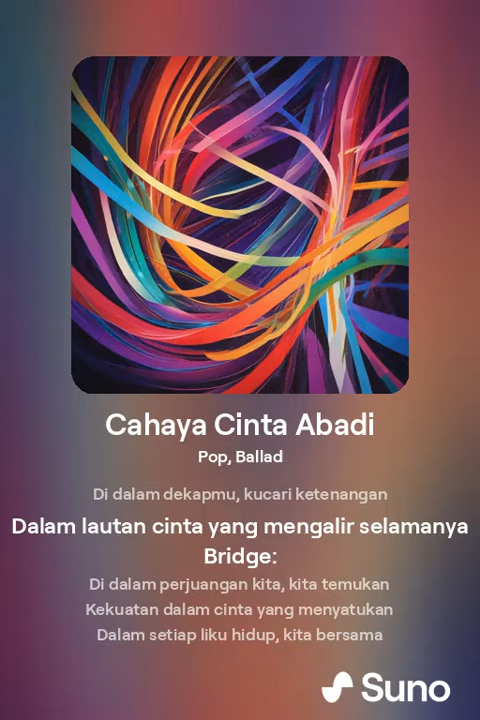 Cahaya Cinta Abadi
Pop, Ballad
Di dalam dekapmu, kucari ketenangan
Dalam lautan cinta yang mengalir selamanya
Bridge:
Di dalam perjuangan kita, kita temukan
Kekuatan dalam cinta yang menyatukan
Dalam setiap liku hidup, kita bersama
Suno